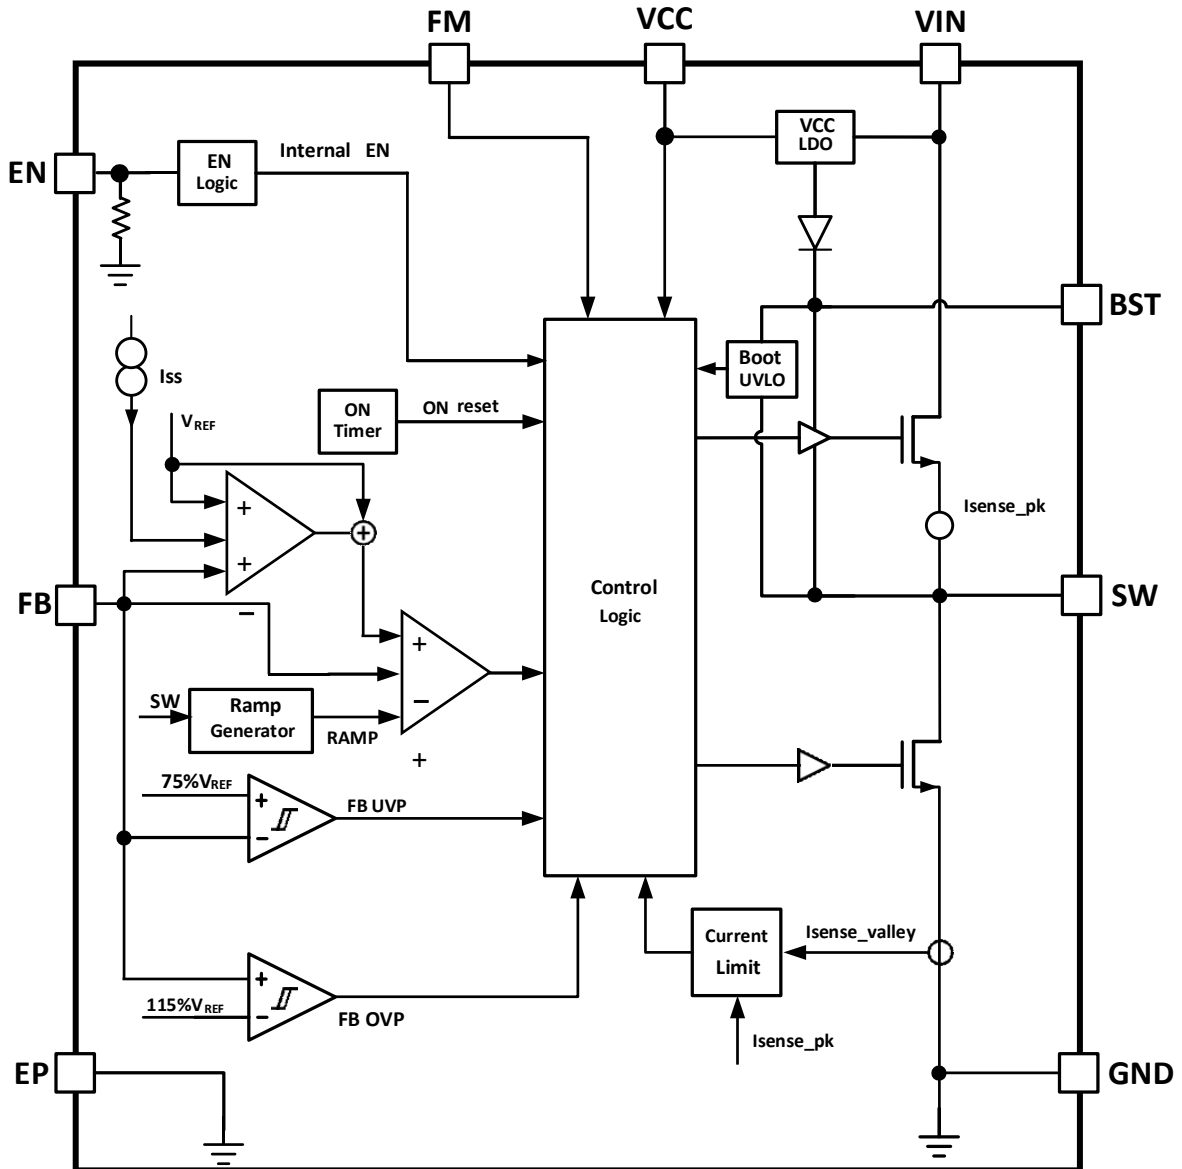 FM
VCC
VIN
EN
EN
Logic
Internal EN
VCC
LDO
BST
Iss
VREF
ON
Timer
ON reset
Boot
UVLO
+
+
+
−
Isense_pk
FB
Control
Logic
SW
+
−
+
SW
Ramp
Generator
RAMP
75%VREF
+
−
FB UVP
Current
Limit
Isense_valley
Isense_pk
+
115%VREF
−
FB OVP
EP
GND